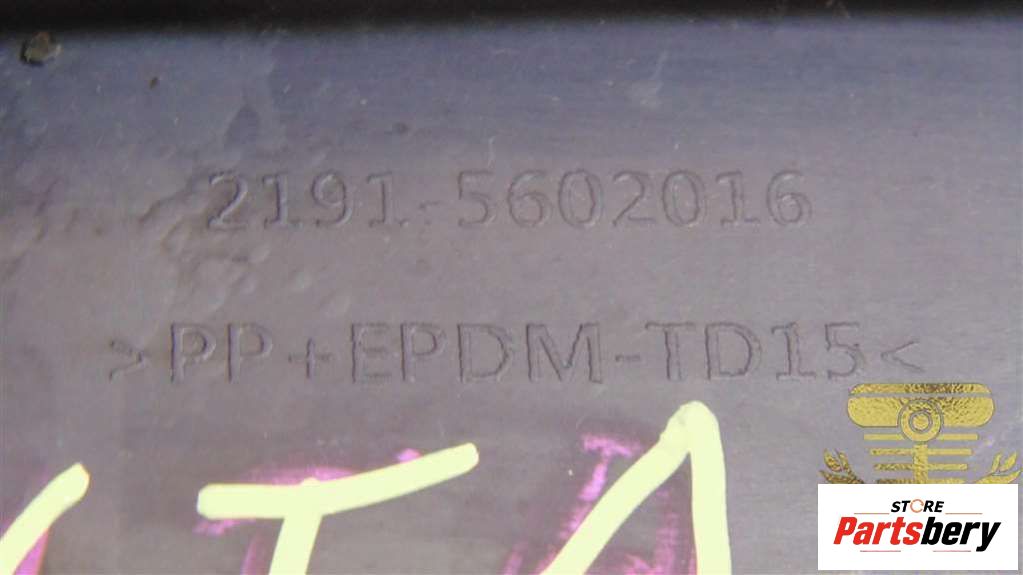 2191-5602016
>PP+EPDM-TD15<
STORE
Partsbery